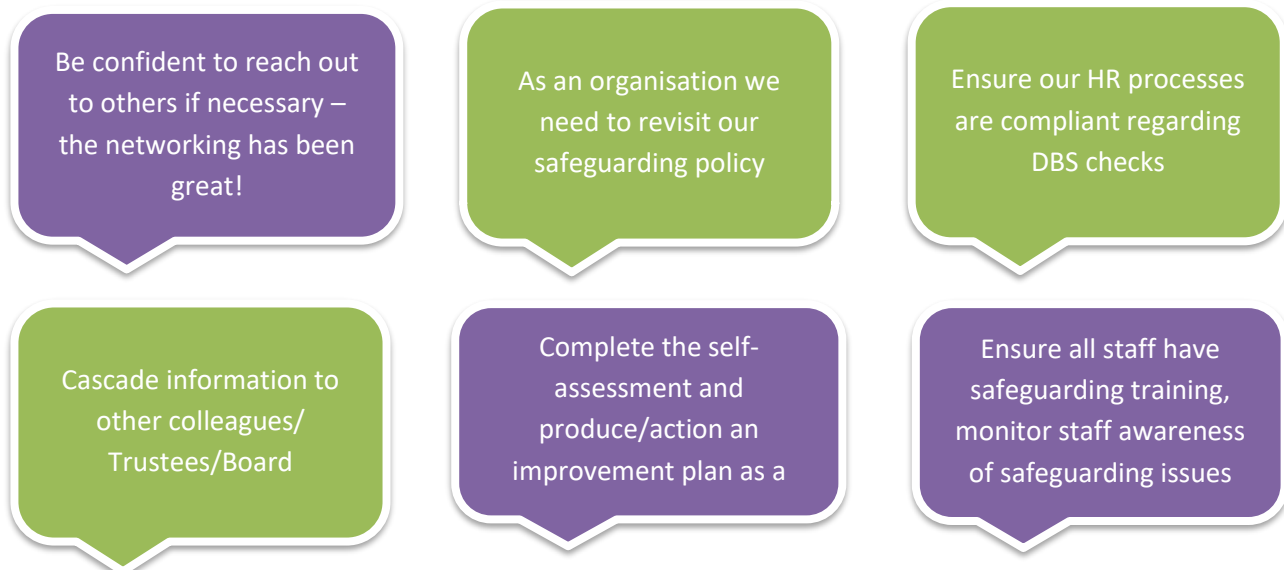 Be confident to reach out
to others if necessary –
the networking has been
great!
As an organisation we
need to revisit our
safeguarding policy
Ensure our HR processes
are compliant regarding
DBS checks
Cascade information to
other colleagues/
Trustees/Board
Complete the self-
assessment and
produce/action an
improvement plan as a
Ensure all staff have
safeguarding training,
monitor staff awareness
of safeguarding issues